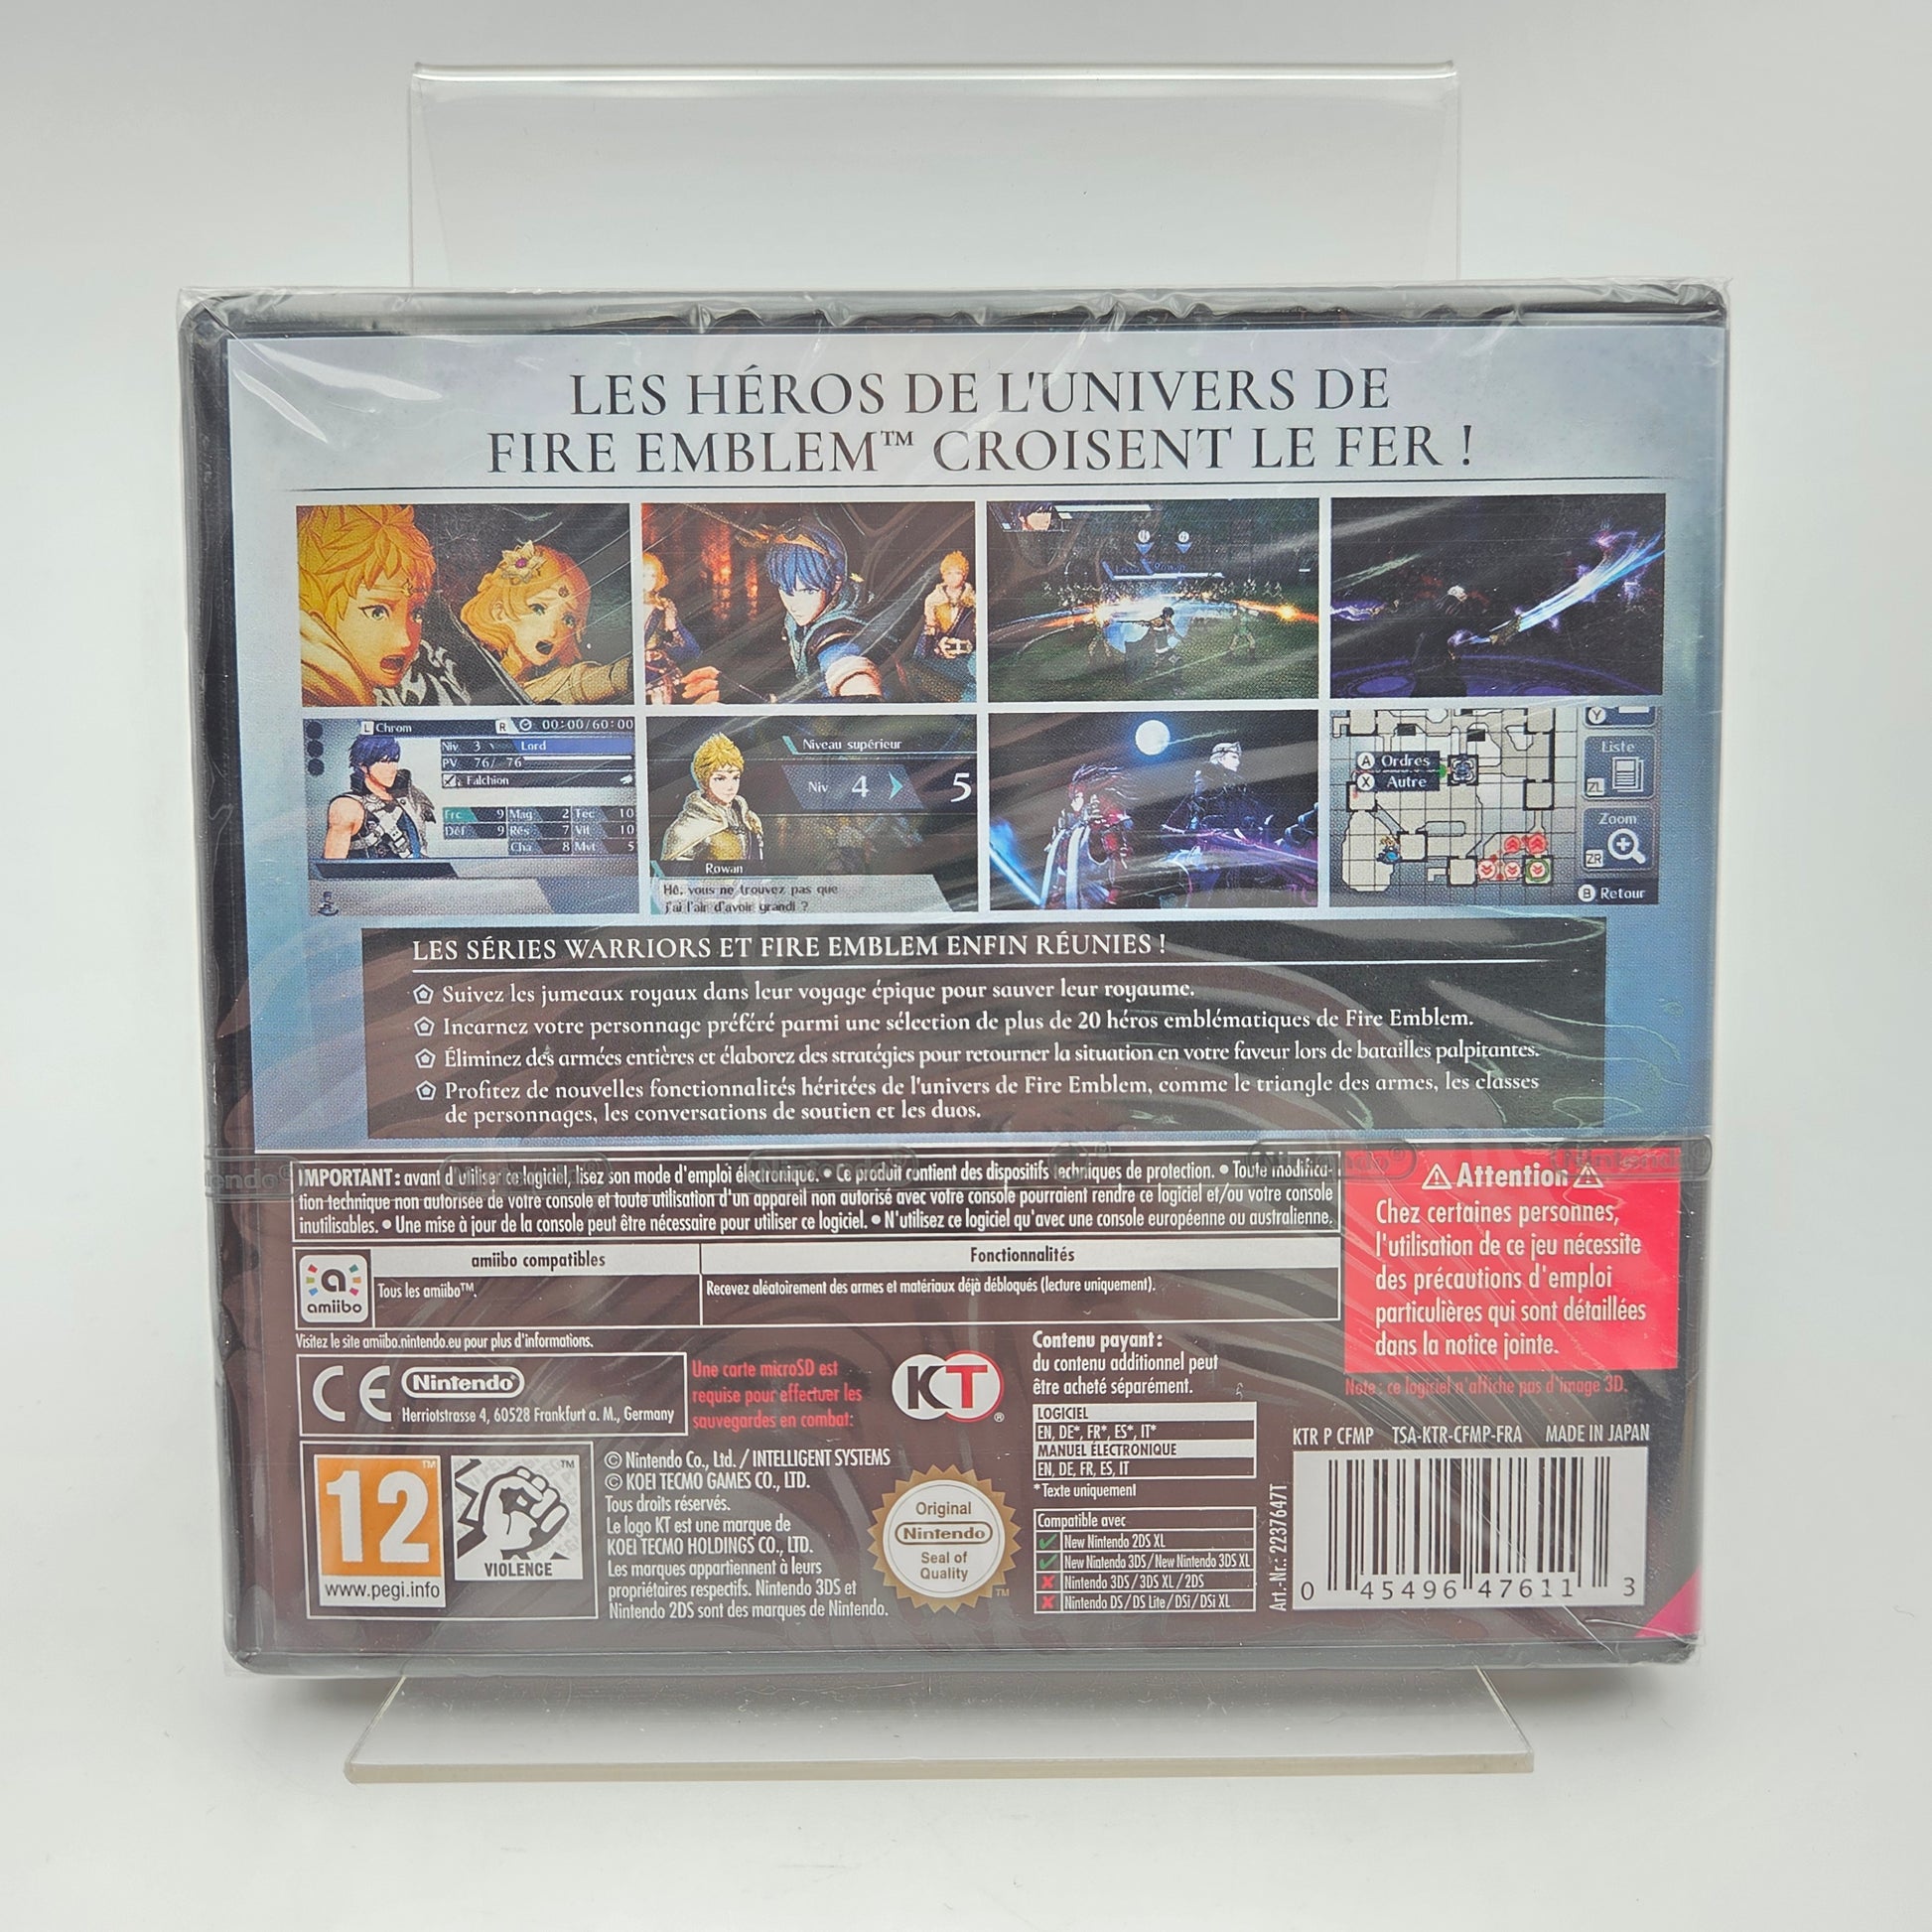 LES HÉROS DE L'UNIVERS DE
FIRE EMBLEM™ CROISENT LE FER !
L Chrom
R 00:00/60:00
Niv 3 Lord
PV 76/ 76
Falchion
Frc 9 Mag 2 Tec 10
Déf 9 Rés 7 Vit 10
Cha 8 Mvt 5
Niveau supérieur
Niv 4 5
Rowan
Hé, vous ne trouvez pas que
j'ai l'air d'avoir grandi ?
A Ordres
X Autre
Y
Liste
ZL
Zoom
ZR
B Retour
LES SÉRIES WARRIORS ET FIRE EMBLEM ENFIN RÉUNIES !
Suivez les jumeaux royaux dans leur voyage épique pour sauver leur royaume.
Incarnez votre personnage préféré parmi une sélection de plus de 20 héros emblématiques de Fire Emblem.
Éliminez des armées entières et élaborez des stratégies pour retourner la situation en votre faveur lors de batailles palpitantes.
Profitez de nouvelles fonctionnalités héritées de l'univers de Fire Emblem, comme le triangle des armes, les classes
de personnages, les conversations de soutien et les duos.
IMPORTANT : avant d'utiliser ce logiciel, lisez son mode d'emploi électronique. • Ce produit contient des dispositifs techniques de protection. • Toute modifica-
tion technique non autorisée de votre console et toute utilisation d'un appareil non autorisé avec votre console pourraient rendre ce logiciel et/ou votre console
inutilisables. • Une mise à jour de la console peut être nécessaire pour utiliser ce logiciel. • N'utilisez ce logiciel qu'avec une console européenne ou australienne.
⚠ Attention ⚠
Chez certaines personnes,
l'utilisation de ce jeu nécessite
des précautions d'emploi
particulières qui sont détaillées
dans la notice jointe.
Note : ce logiciel n'affiche pas d'image 3D.
amiibo
amiibo compatibles
Fonctionnalités
Tous les amiibo™.
Recevez aléatoirement des armes et matériaux déjà débloqués (lecture uniquement).
Visitez le site amiibo.nintendo.eu pour plus d'informations.
CE Nintendo
Herriotstrasse 4, 60528 Frankfurt a. M., Germany
Une carte microSD est
requise pour effectuer les
sauvegardes en combat.
KT ®
Contenu payant :
du contenu additionnel peut
être acheté séparément.
LOGICIEL
EN, DE*, FR*, ES*, IT*
MANUEL ÉLECTRONIQUE
EN, DE, FR, ES, IT
*Texte uniquement
Compatible avec
New Nintendo 2DS XL
New Nintendo 3DS / New Nintendo 3DS XL
Nintendo 3DS / 3DS XL / 2DS
Nintendo DS / DS Lite / DSi / DSi XL
12 ™
www.pegi.info
™
VIOLENCE
© Nintendo Co., Ltd. / INTELLIGENT SYSTEMS
© KOEI TECMO GAMES CO., LTD.
Tous droits réservés.
Le logo KT est une marque de
KOEI TECMO HOLDINGS CO., LTD.
Les marques appartiennent à leurs
propriétaires respectifs. Nintendo 3DS et
Nintendo 2DS sont des marques de Nintendo.
Original
Nintendo
Seal of
Quality
™
KTR P CFMP TSA-KTR-CFMP-FRA MADE IN JAPAN
Art.-Nr.: 2237647T
0 45496 47611 3